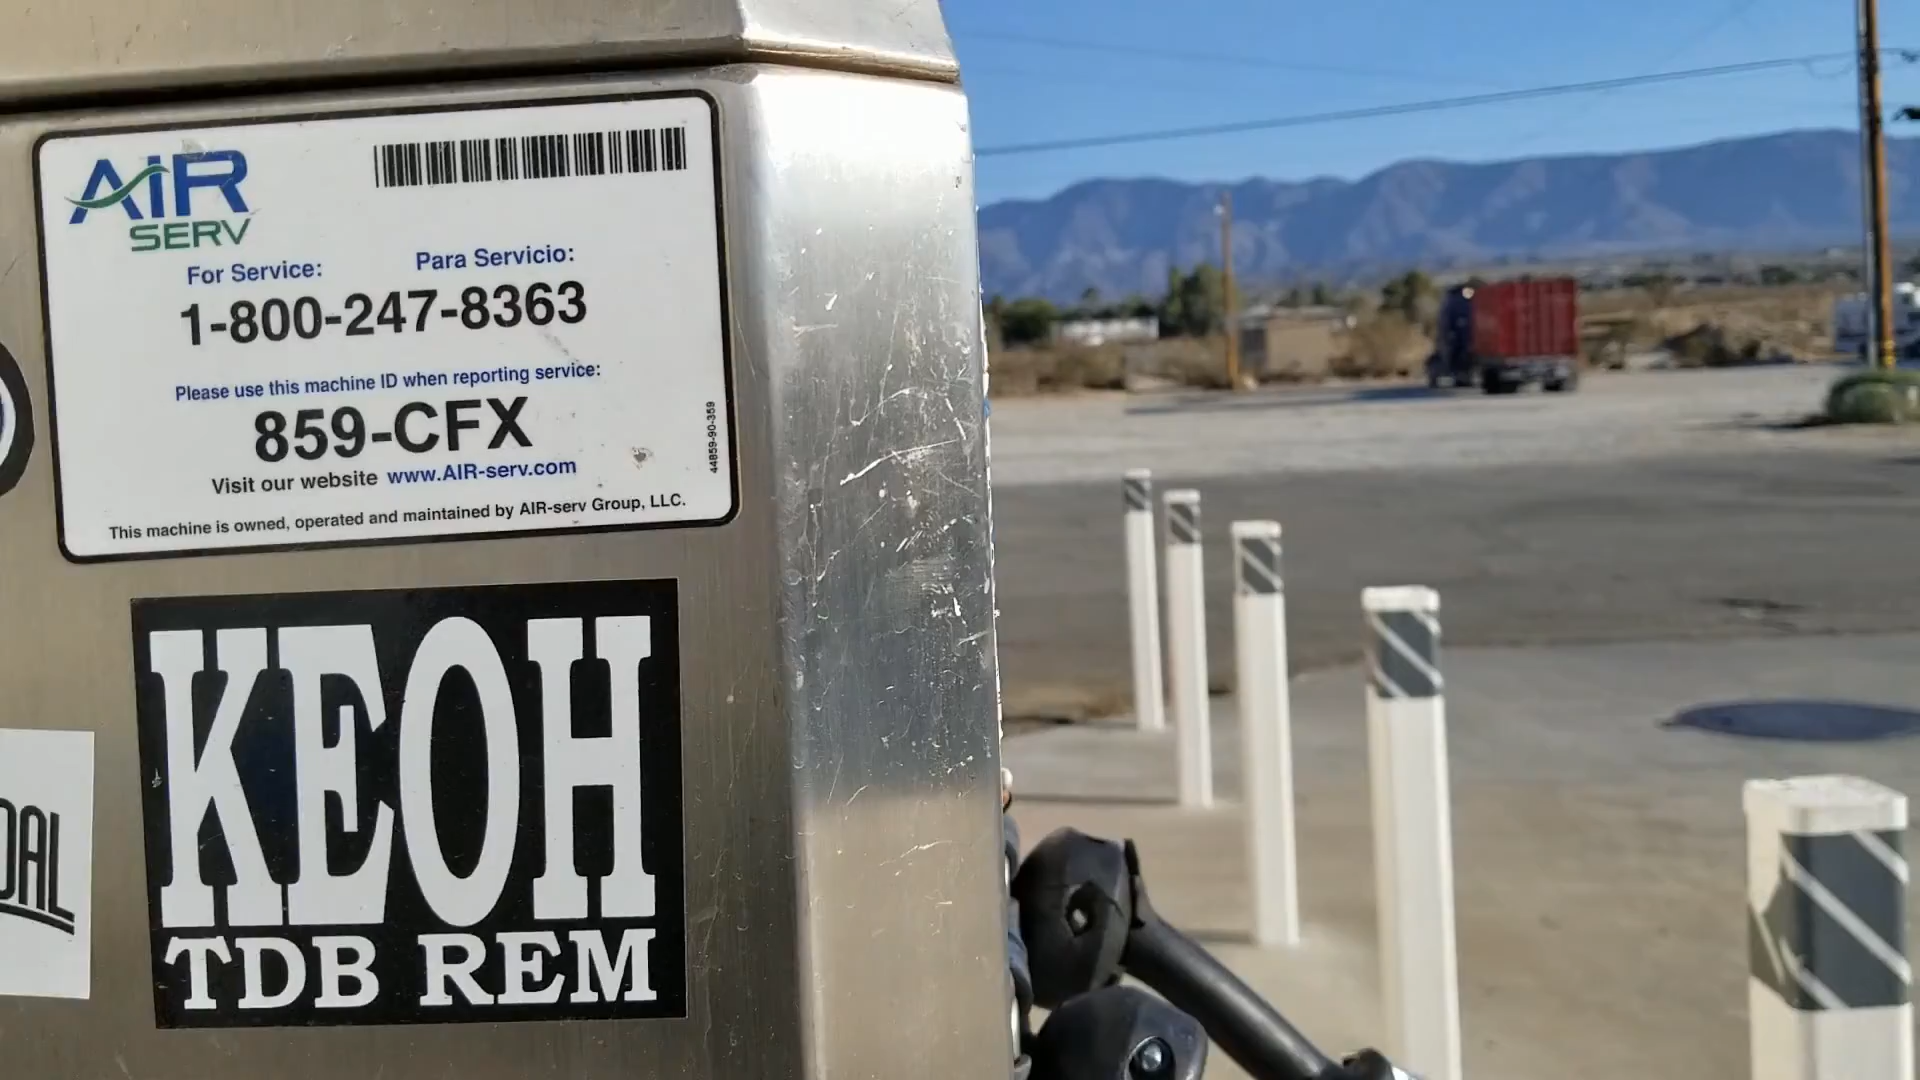 AIR
SERV
For Service: Para Servicio:
1-800-247-8363
Please use this machine ID when reporting service:
859-CFX
Visit our website www.AIR-serv.com
This machine is owned, operated and maintained by AIR-serv Group, LLC.
44859-90-359
KEOH
TDB REM
DAL